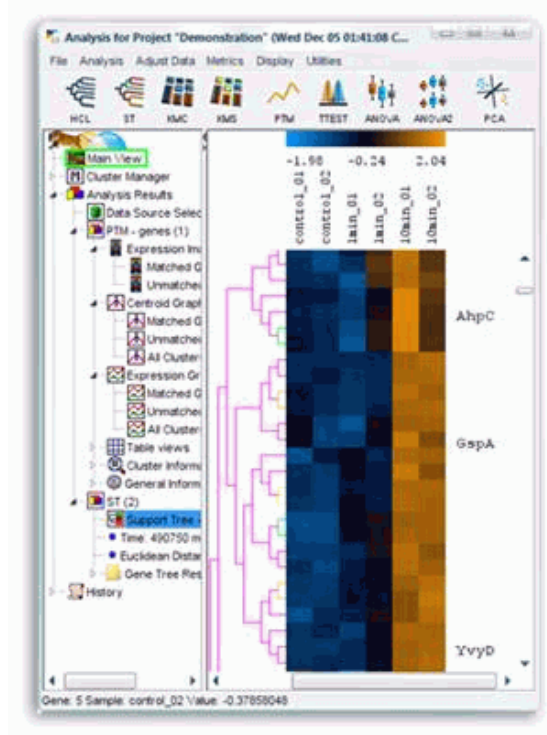 Analysis for Project "Demonstration" (Wed Dec 05 01:41:08 C...
File Analysis Adjust Data Metrics Display Utilities
HCL ST KMC KMS PTM TTEST ANOVA ANOVA2 PCA
Main View
Cluster Manager
Analysis Results
Data Source Selec
PTM - genes (1)
Expression Ima
Matched G
Unmatche
Centroid Grap
Matched G
Unmatche
All Cluster
Expression Gr
Matched G
Unmatche
All Cluster
Table views
Cluster Inform
General Inform
ST (2)
Support Tree -
Time: 490750 m
Euclidean Distan
Gene Tree Res
History
-1.98 -0.24 2.04
control_01
control_02
1min_01
1min_02
10min_01
10min_02
AhpC
GspA
YvyD
Gene: 5 Sample: control_02 Value: -0.37858048